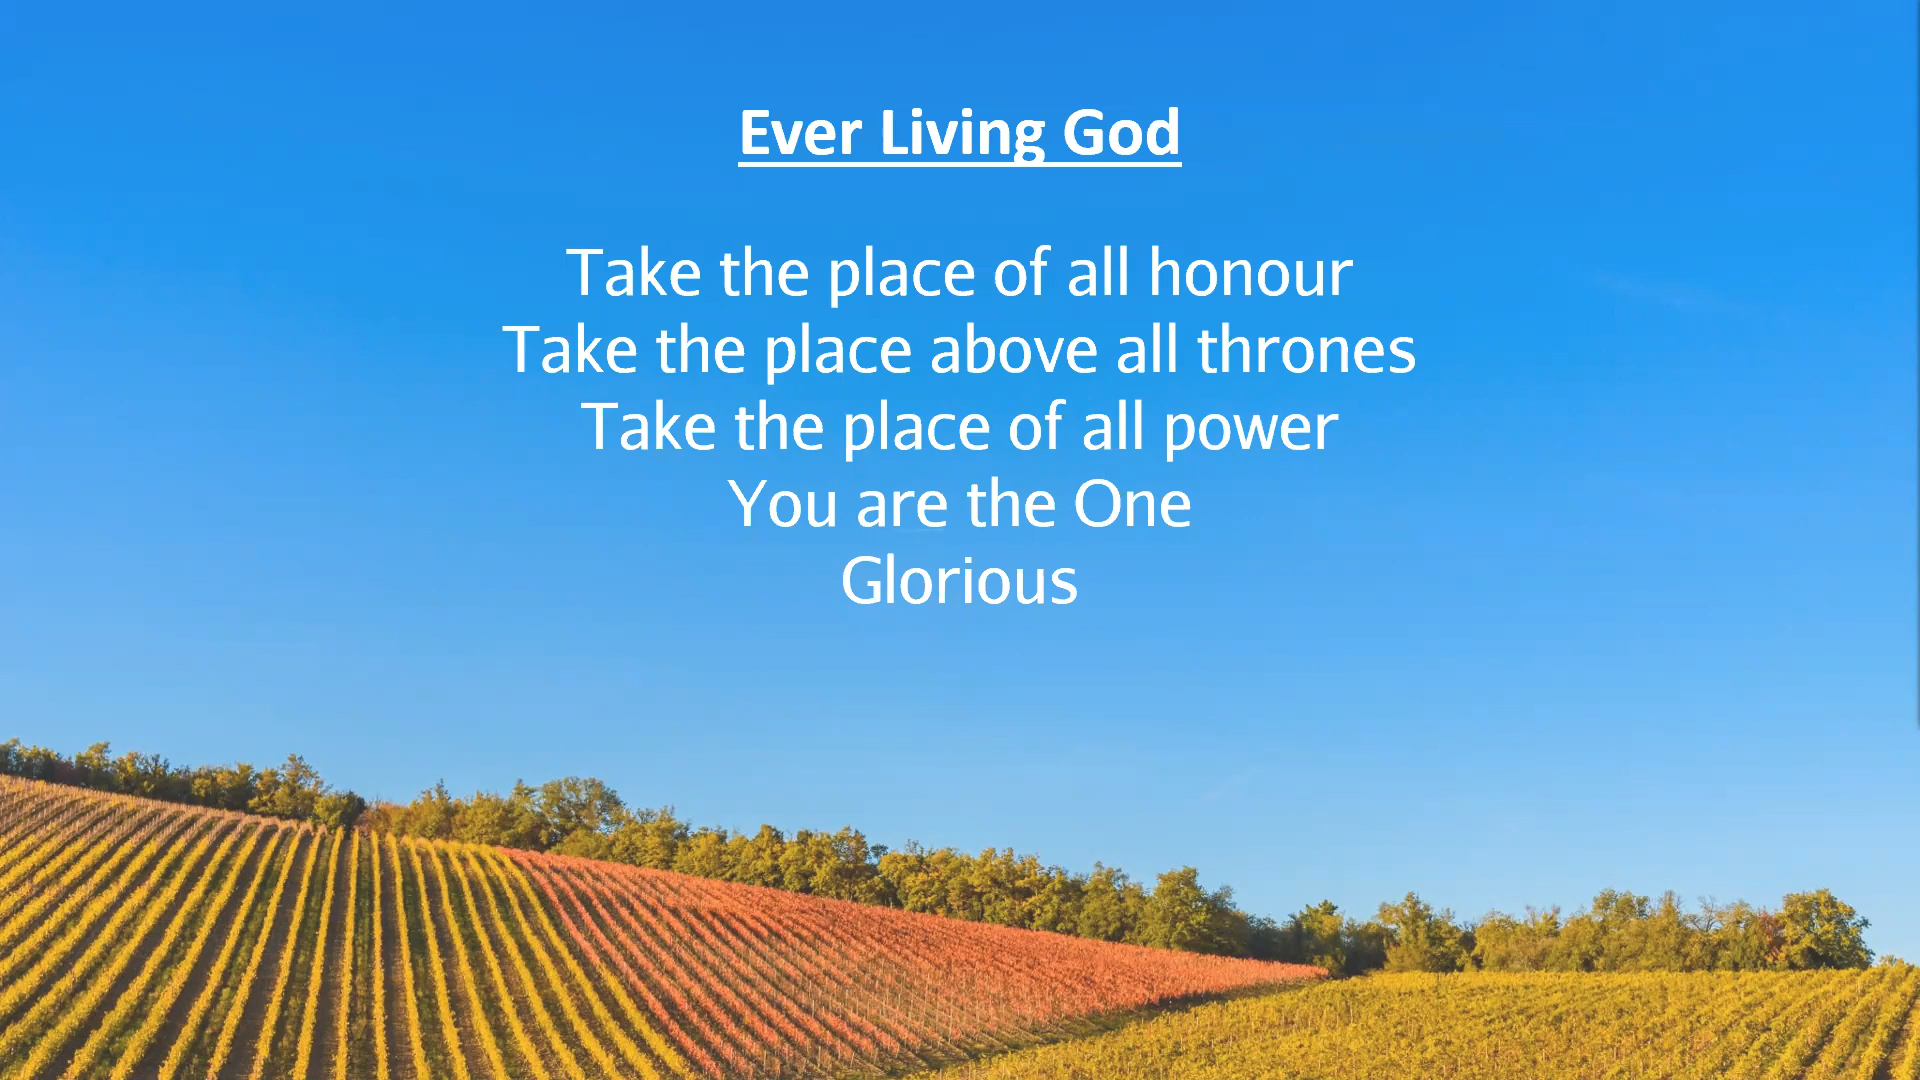 Ever Living God
Take the place of all honour
Take the place above all thrones
Take the place of all power
You are the One
Glorious